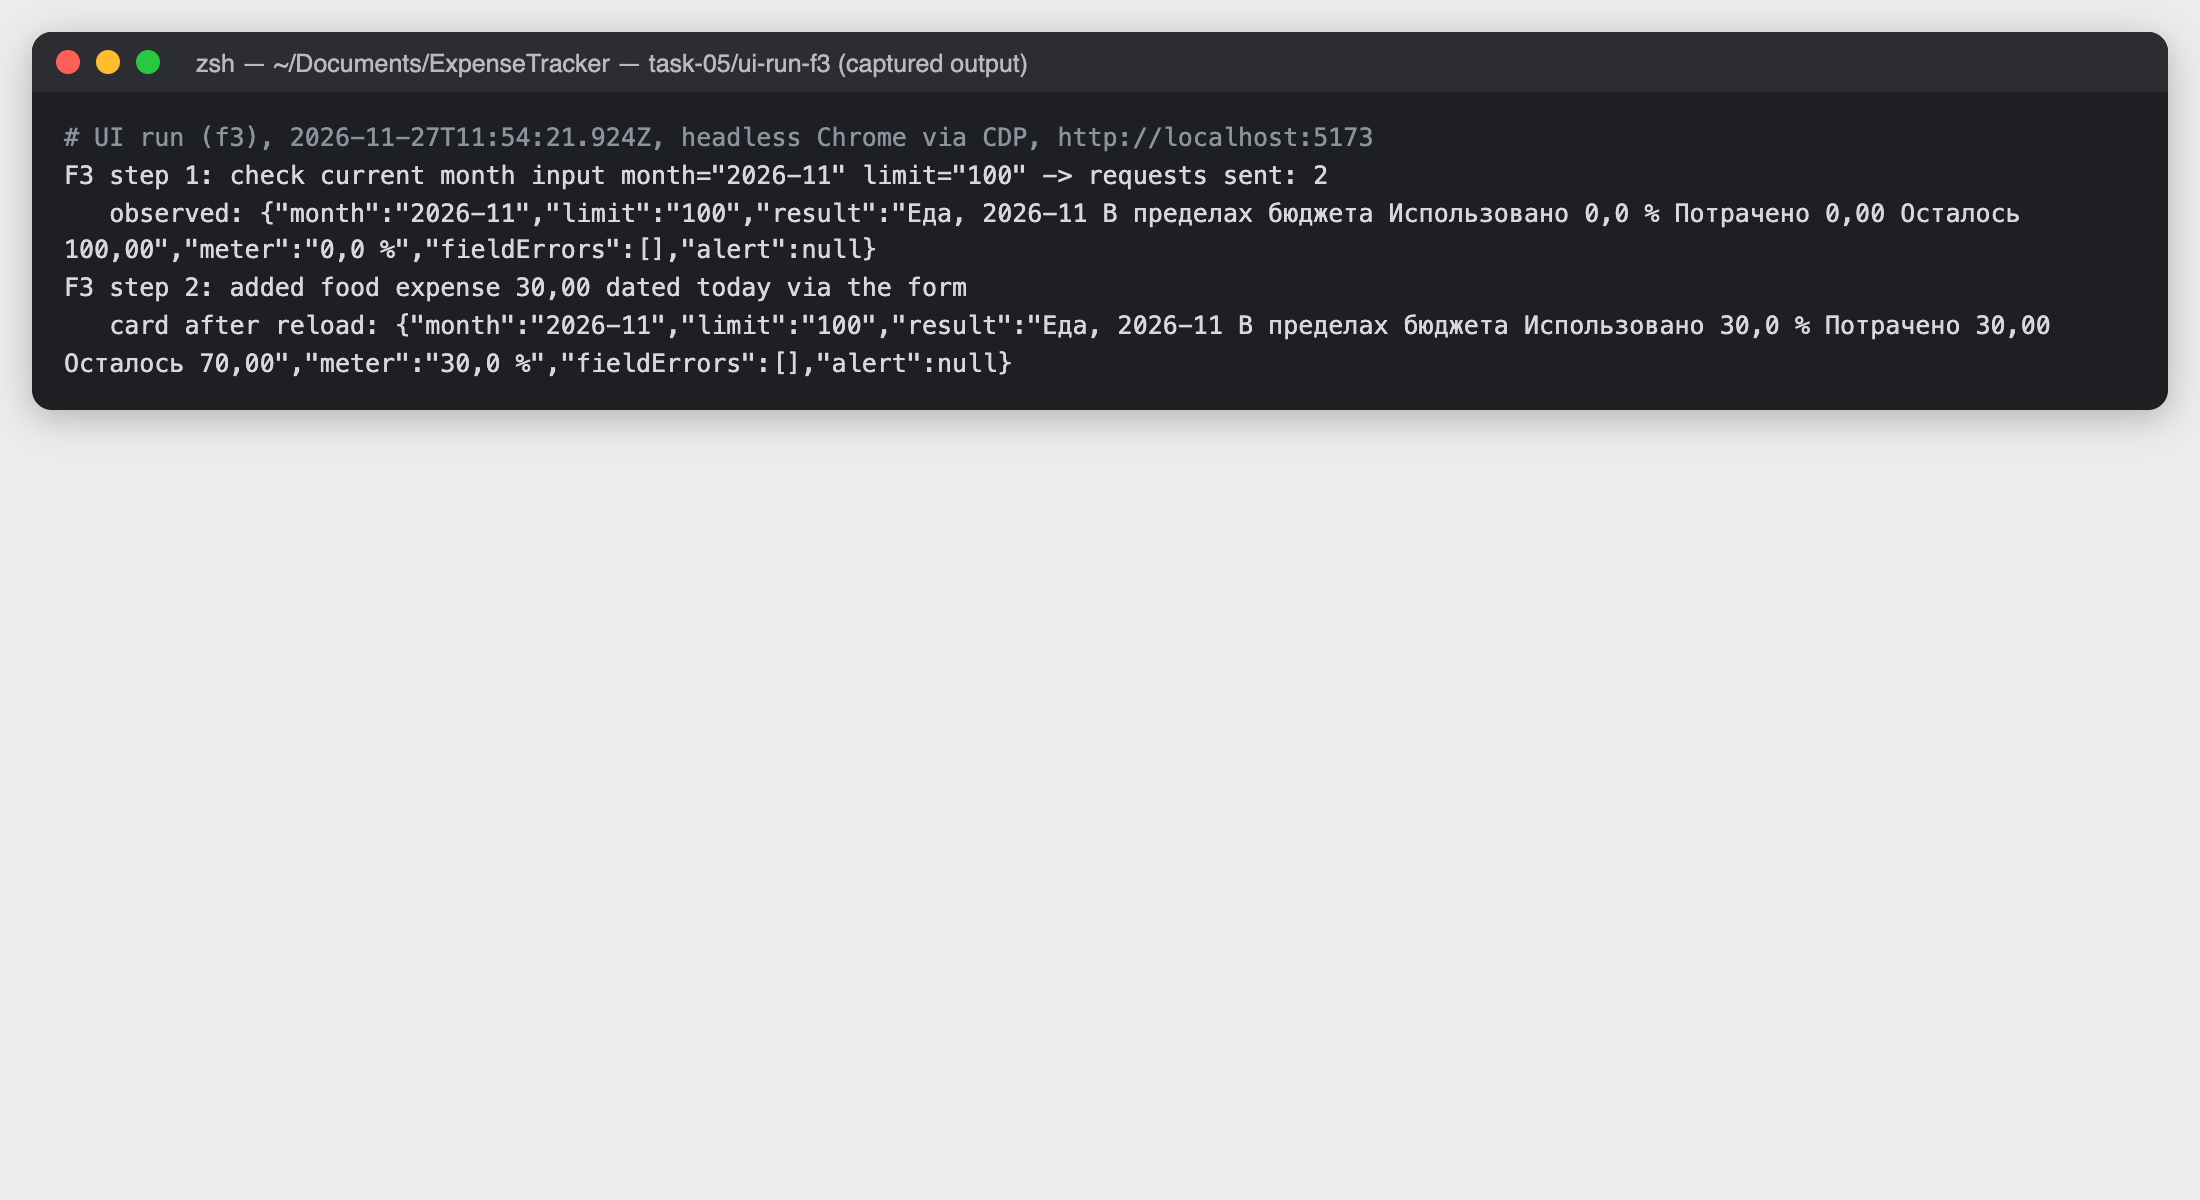 zsh — ~/Documents/ExpenseTracker — task-05/ui-run-f3 (captured output)
# UI run (f3), 2026-11-27T11:54:21.924Z, headless Chrome via CDP, http://localhost:5173
F3 step 1: check current month input month="2026-11" limit="100" -> requests sent: 2
   observed: {"month":"2026-11","limit":"100","result":"Еда, 2026-11 В пределах бюджета Использовано 0,0 % Потрачено 0,00 Осталось
100,00","meter":"0,0 %","fieldErrors":[],"alert":null}
F3 step 2: added food expense 30,00 dated today via the form
   card after reload: {"month":"2026-11","limit":"100","result":"Еда, 2026-11 В пределах бюджета Использовано 30,0 % Потрачено 30,00
Осталось 70,00","meter":"30,0 %","fieldErrors":[],"alert":null}